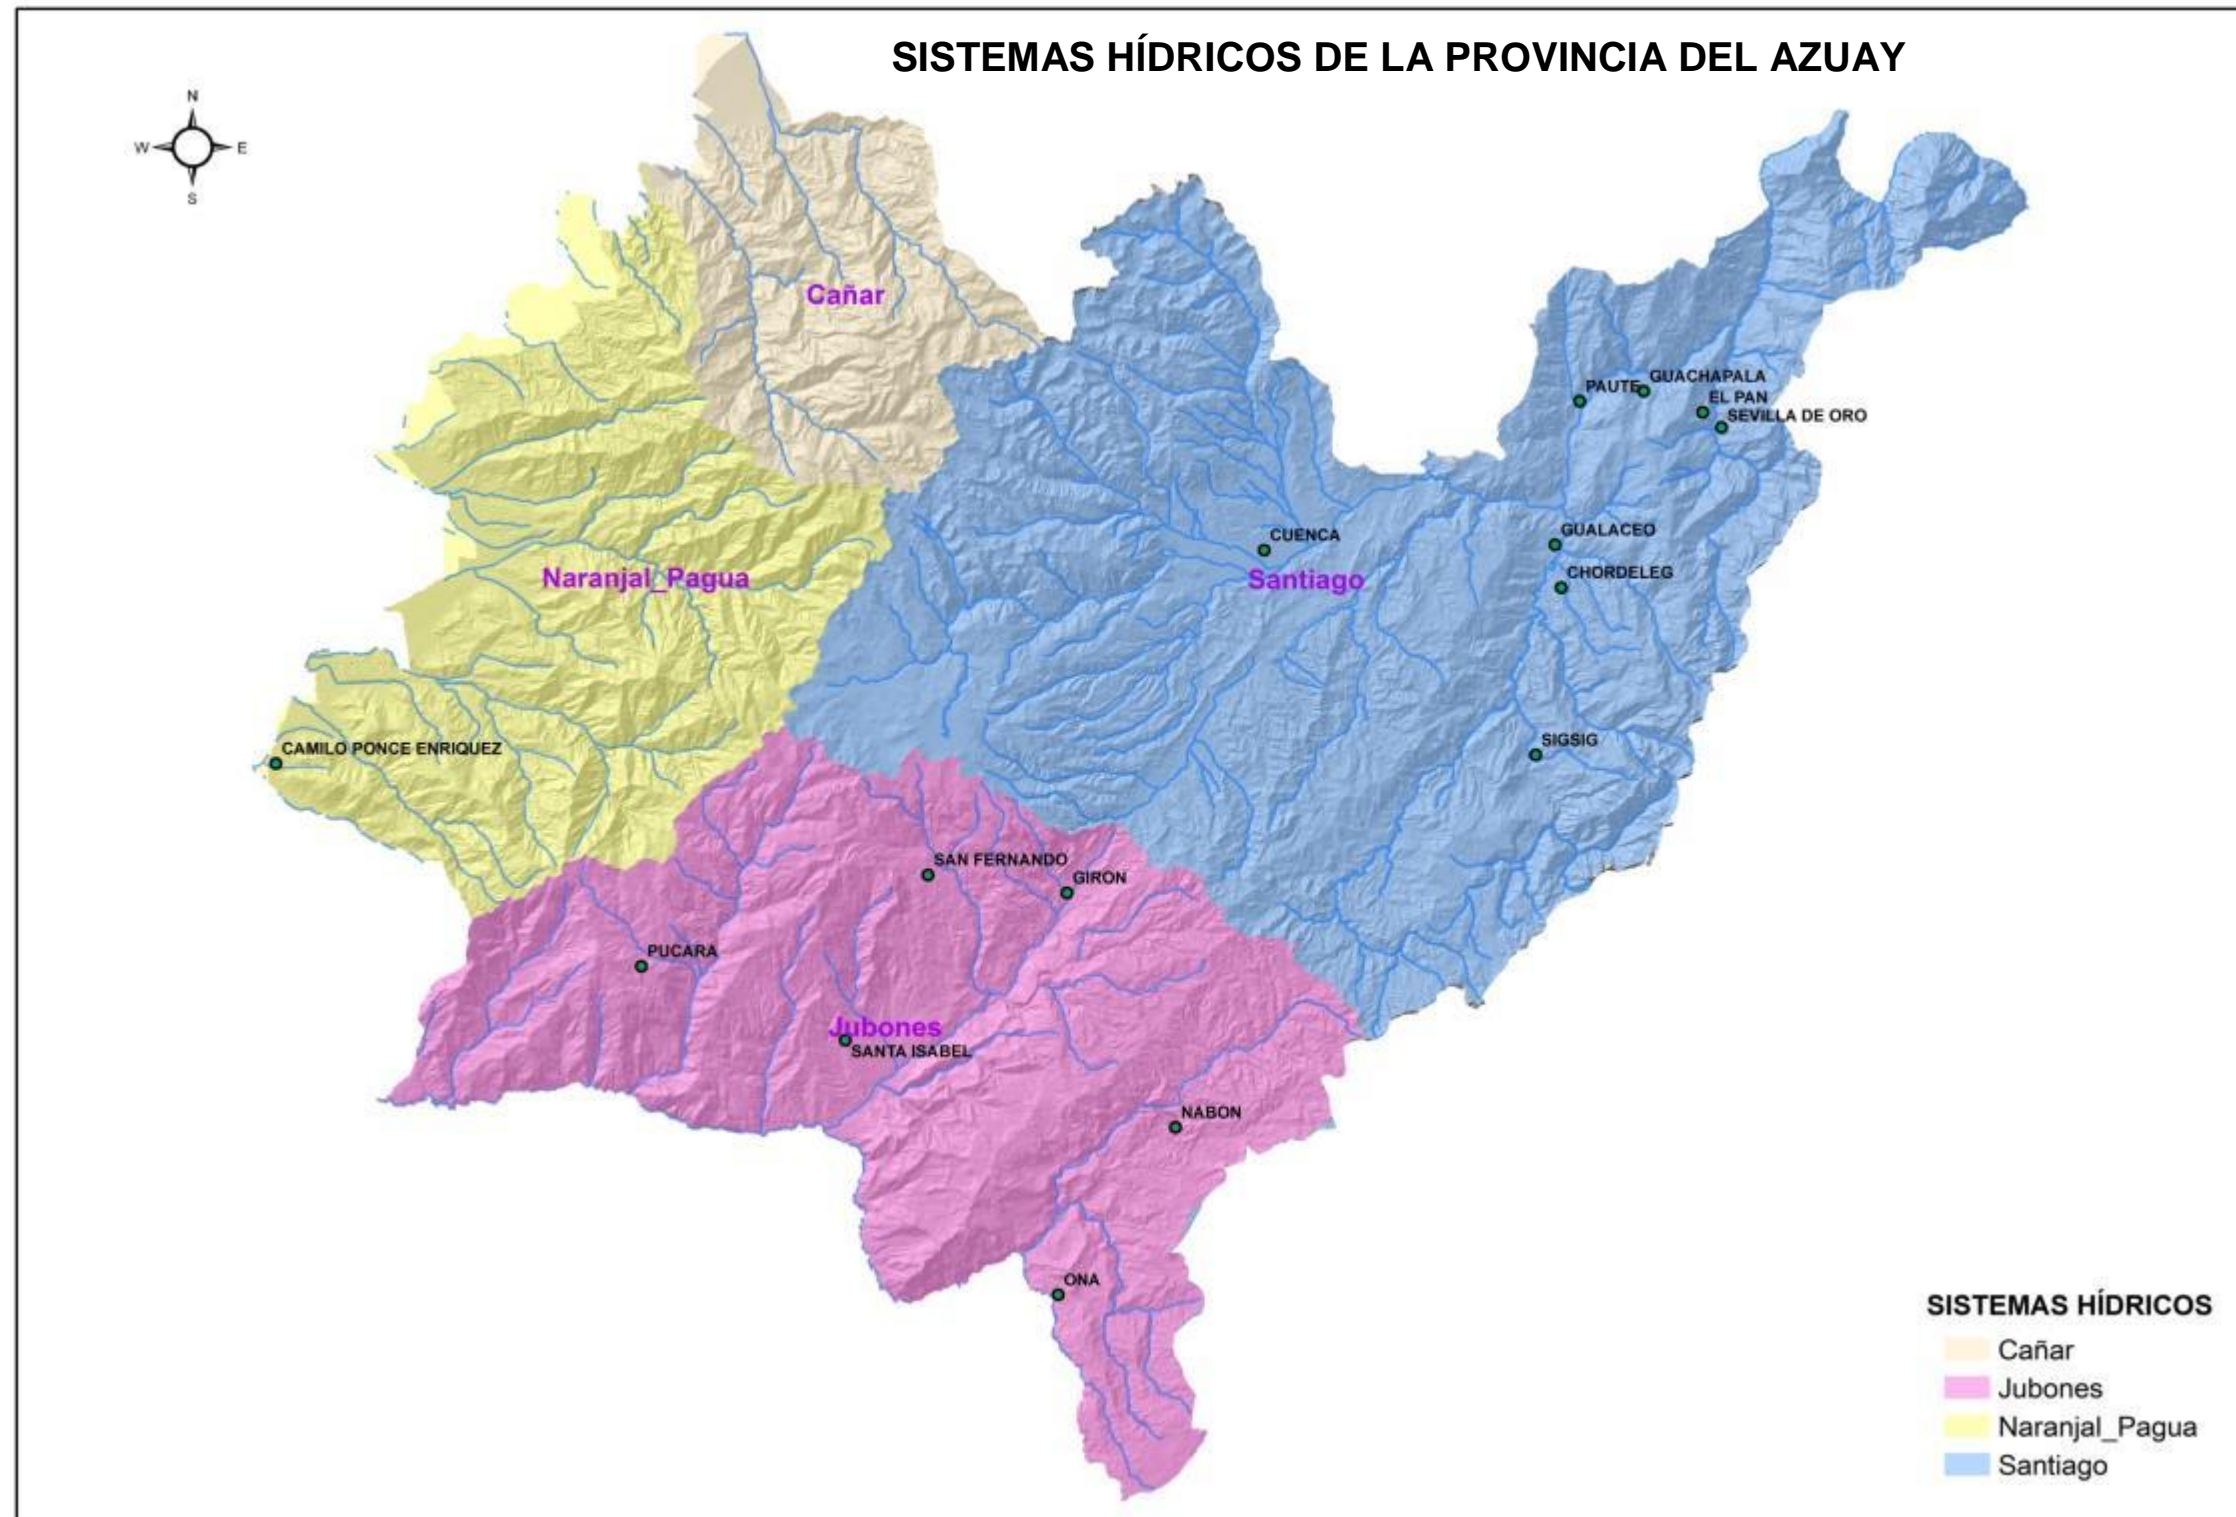 SISTEMAS HÍDRICOS DE LA PROVINCIA DEL AZUAY
N
W
E
S
Cañar
PAUTE
GUACHAPALA
EL PAN
SEVILLA DE ORO
CUENCA
GUALACEO
Naranjal_Pagua
Santiago
CHORDELEG
CAMILO PONCE ENRIQUEZ
SIGSIG
SAN FERNANDO
GIRON
PUCARA
Jubones
SANTA ISABEL
NABON
ONA
SISTEMAS HÍDRICOS
Cañar
Jubones
Naranjal_Pagua
Santiago